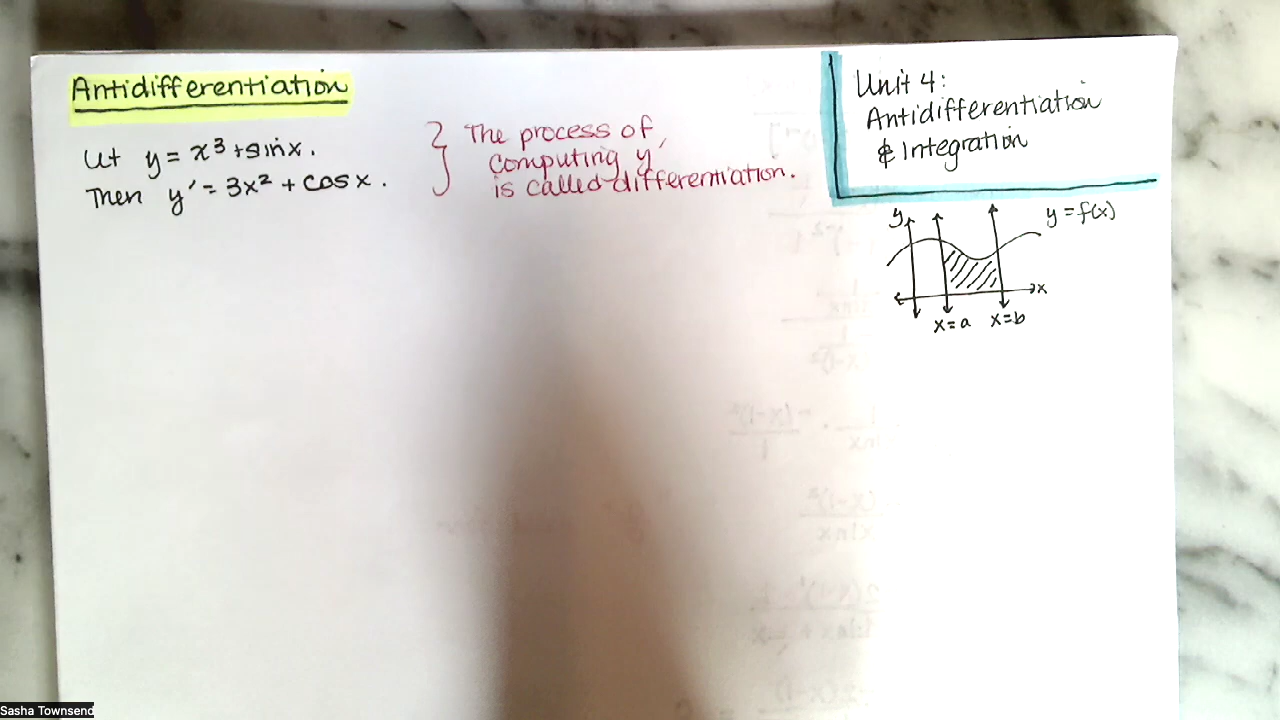 Antidifferentiation
Let y = x³ + sin x.
Then y' = 3x² + cos x.
The process of
computing y'
is called differentiation.
Unit 4:
Antidifferentiation
& Integration
y
y = f(x)
x
x = a x = b
Sasha Townsend